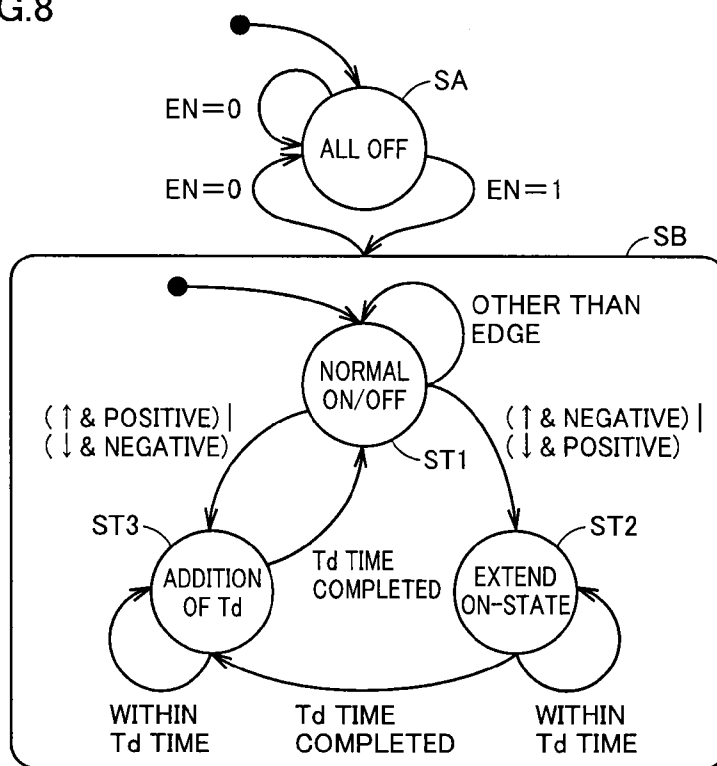 G.8
SA
EN=0
ALL OFF
EN=0
EN=1
SB
OTHER THAN
EDGE
NORMAL
ON/OFF
(↑ & POSITIVE) |
(↓ & NEGATIVE)
(↑ & NEGATIVE) |
(↓ & POSITIVE)
ST1
ST3
ST2
ADDITION
OF Td
Td TIME
COMPLETED
EXTEND
ON-STATE
WITHIN
Td TIME
Td TIME
COMPLETED
WITHIN
Td TIME